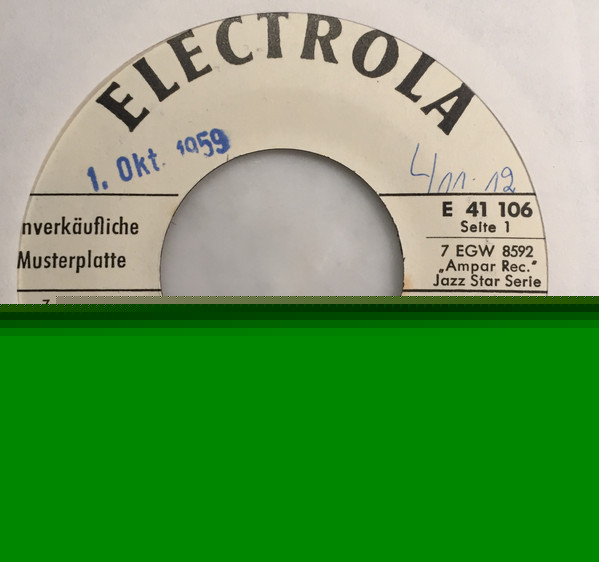 ELECTROLA
1. Okt. 1959
4/11. 12
nverkäufliche
Musterplatte
E 41 106
Seite 1
7 EGW 8592
„Ampar Rec."
Jazz Star Serie